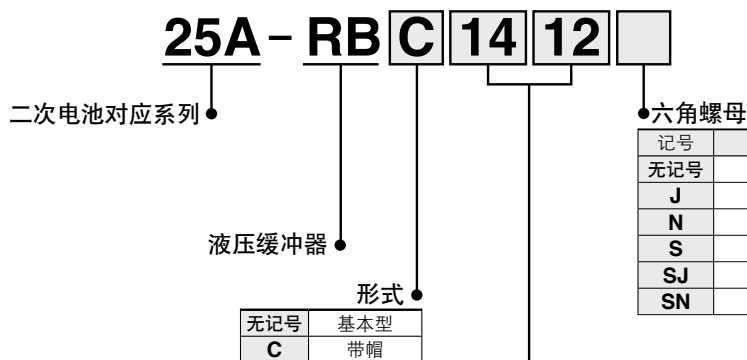 25A-RB C 14 12
二次电池对应系列
六角螺母
记号
无记号
J
N
S
SJ
SN
液压缓冲器
形式
无记号 基本型
C 带帽